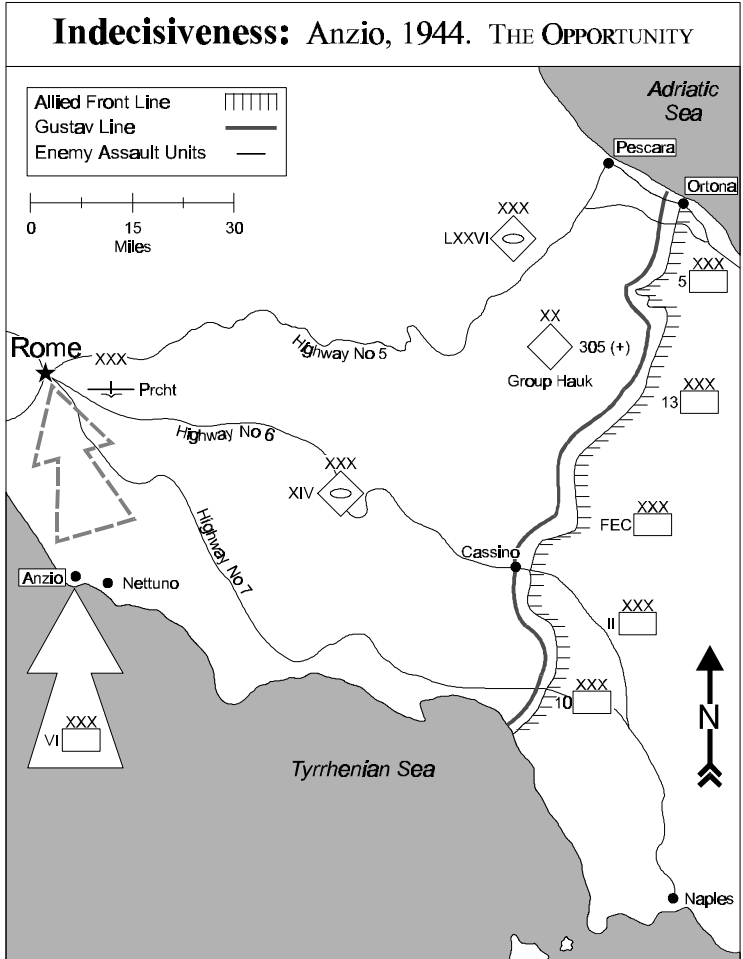 Indecisiveness: Anzio, 1944. THE OPPORTUNITY
Adriatic
Sea
Allied Front Line
Gustav Line
Enemy Assault Units
0 15 30
Miles
Pescara
Ortona
XXX
LXXVI
XXX
5
XX
305 (+)
Group Hauk
Highway No 5
Rome
XXX
Prcht
XXX
13
Highway No 6
XXX
XIV
XXX
FEC
Highway No 7
Cassino
Anzio
Nettuno
XXX
II
XXX
10
N
XXX
VI
Tyrrhenian Sea
Naples